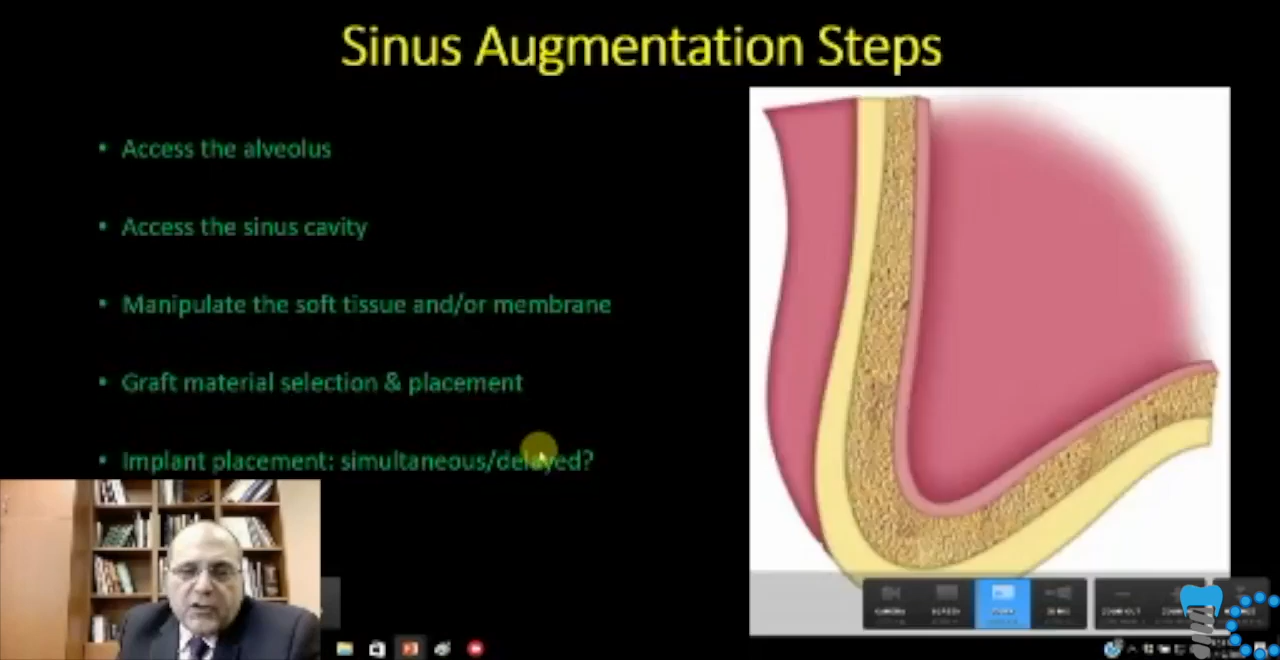 Sinus Augmentation Steps
• Access the alveolus
• Access the sinus cavity
• Manipulate the soft tissue and/or membrane
• Graft material selection & placement
• Implant placement: simultaneous/delayed?